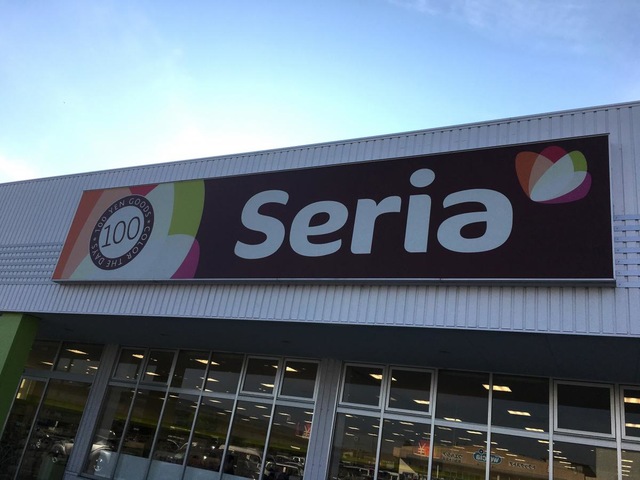 100 YEN GOODS • COLOR THE DAYS •
100
Seria